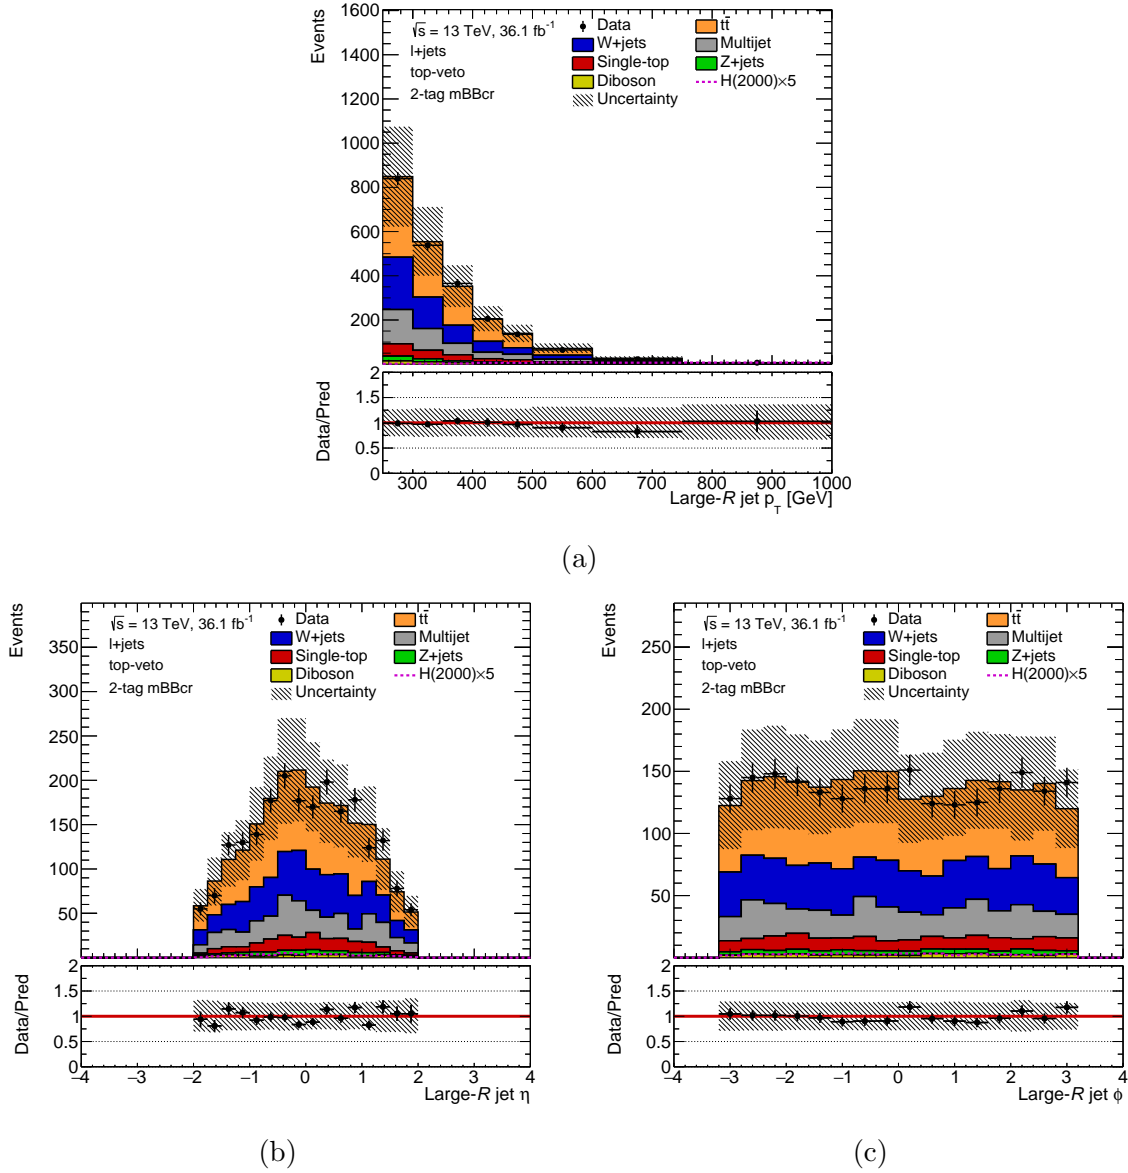 Events
√s = 13 TeV, 36.1 fb⁻¹
l+jets
top-veto
2-tag mBBcr
Data
W+jets
Single-top
Diboson
Uncertainty
tt̄
Multijet
Z+jets
H(2000)×5
1600
1400
1200
1000
800
600
400
200
Data/Pred
2
1.5
1
0.5
0
300 400 500 600 700 800 900 1000
Large-R jet p_T [GeV]
(a)
Events
√s = 13 TeV, 36.1 fb⁻¹
l+jets
top-veto
2-tag mBBcr
Data
W+jets
Single-top
Diboson
Uncertainty
tt̄
Multijet
Z+jets
H(2000)×5
350
300
250
200
150
100
50
Data/Pred
2
1.5
1
0.5
0
−4 −3 −2 −1 0 1 2 3 4
Large-R jet η
(b)
Events
√s = 13 TeV, 36.1 fb⁻¹
l+jets
top-veto
2-tag mBBcr
Data
W+jets
Single-top
Diboson
Uncertainty
tt̄
Multijet
Z+jets
H(2000)×5
250
200
150
100
50
Data/Pred
2
1.5
1
0.5
0
−4 −3 −2 −1 0 1 2 3 4
Large-R jet ϕ
(c)